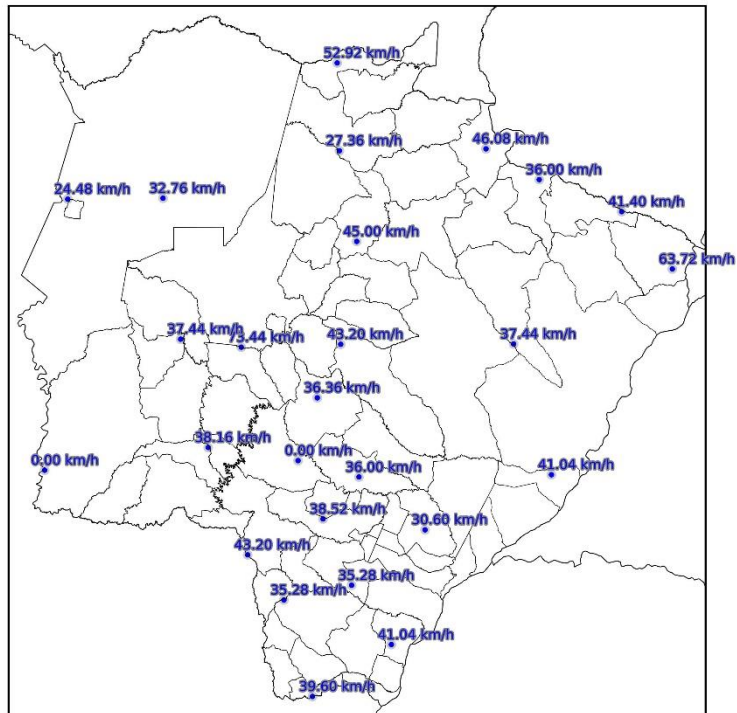 52.92 km/h
46.08 km/h
27.36 km/h
36.00 km/h
24.48 km/h
32.76 km/h
41.40 km/h
45.00 km/h
63.72 km/h
37.44 km/h
73.44 km/h
43.20 km/h
37.44 km/h
36.36 km/h
38.16 km/h
0.00 km/h
0.00 km/h
36.00 km/h
41.04 km/h
38.52 km/h
30.60 km/h
43.20 km/h
35.28 km/h
35.28 km/h
41.04 km/h
39.60 km/h